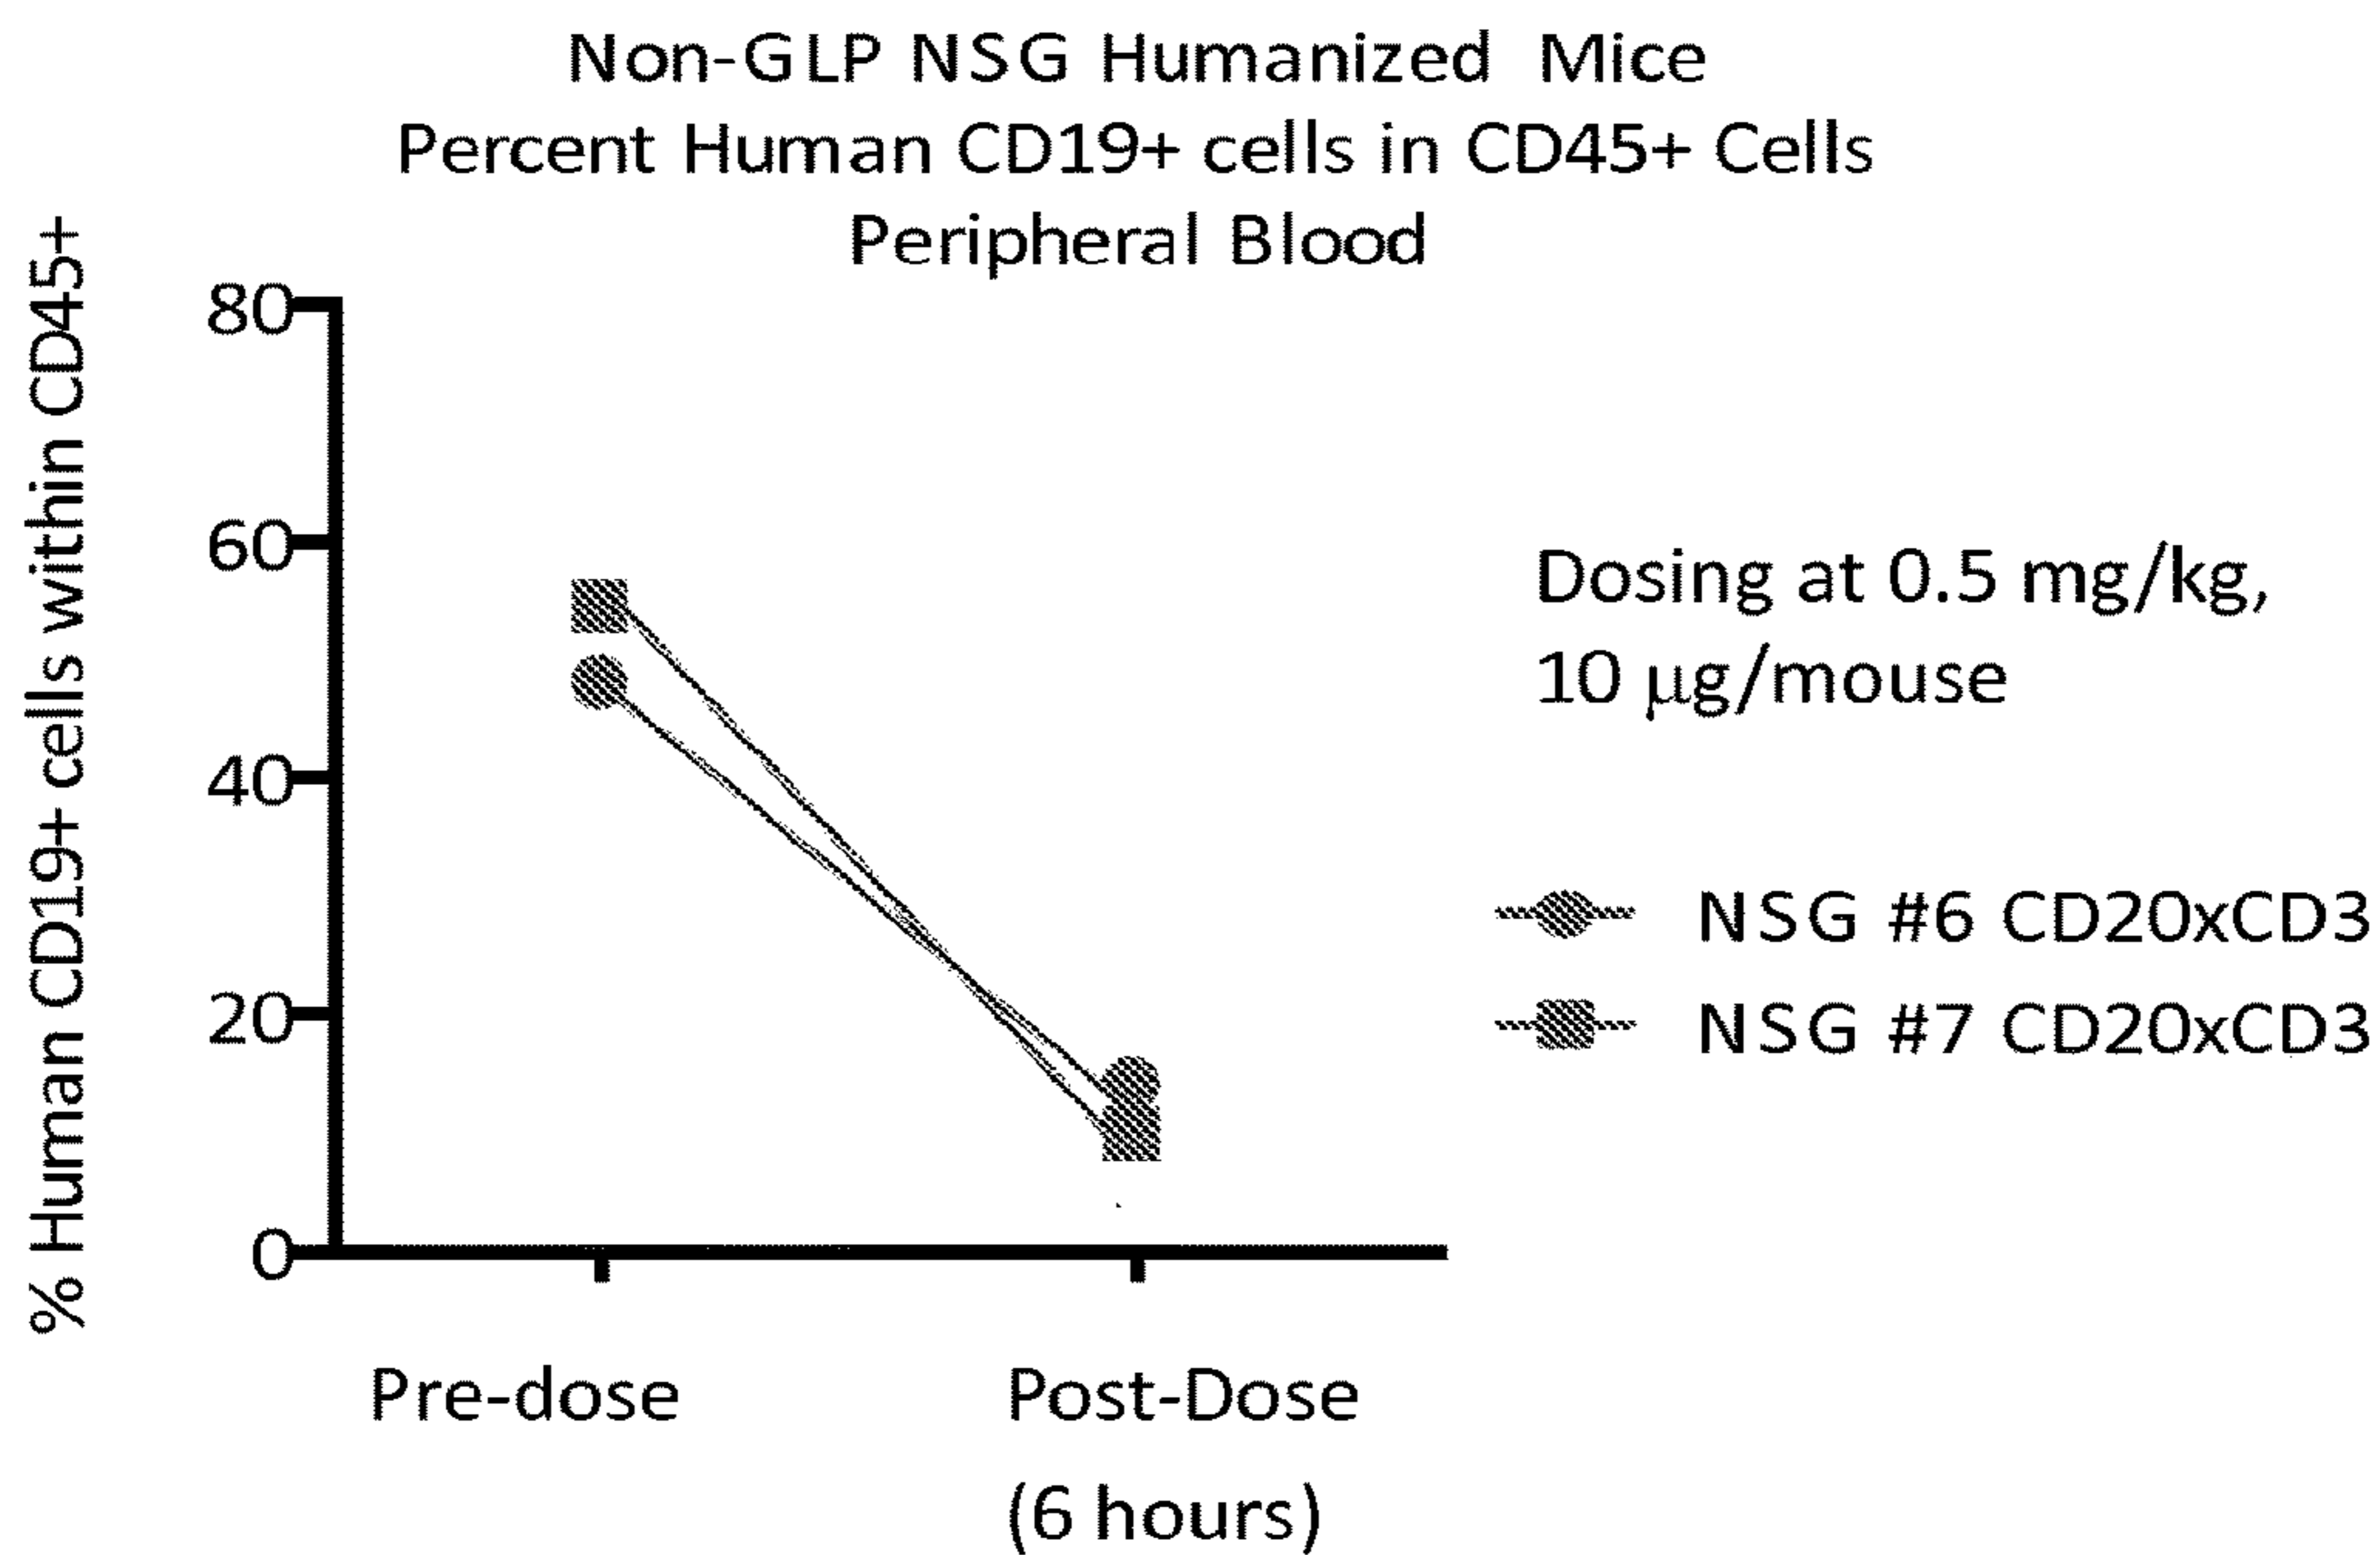 Non-GLP NSG Humanized Mice
Percent Human CD19+ cells in CD45+ Cells
Peripheral Blood
% Human CD19+ cells within CD45+
80
60
40
20
0
Pre-dose
Post-Dose
(6 hours)
Dosing at 0.5 mg/kg,
10 μg/mouse
NSG #6 CD20xCD3
NSG #7 CD20xCD3